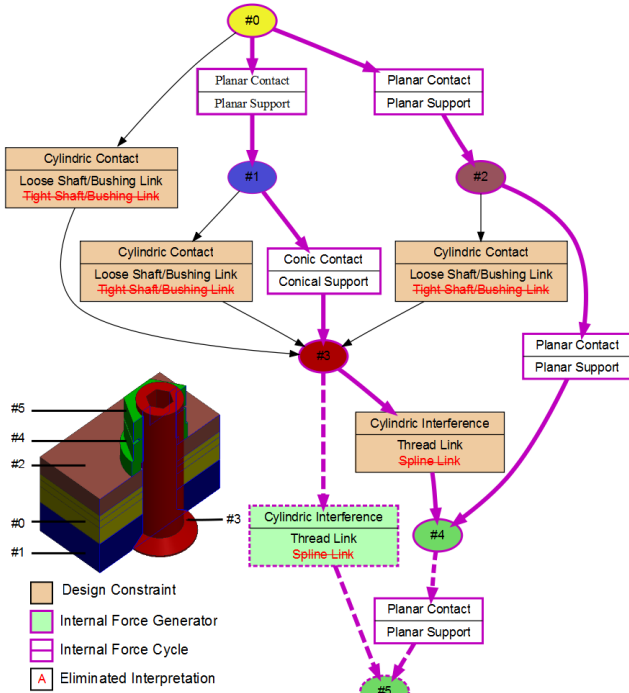 #0
Planar Contact
Planar Support
Planar Contact
Planar Support
Cylindric Contact
Loose Shaft/Bushing Link
Tight Shaft/Bushing Link
#1
#2
Cylindric Contact
Loose Shaft/Bushing Link
Tight Shaft/Bushing Link
Conic Contact
Conical Support
Cylindric Contact
Loose Shaft/Bushing Link
Tight Shaft/Bushing Link
#3
Planar Contact
Planar Support
Cylindric Interference
Thread Link
Spline Link
#5
#4
#2
#0
#1
#3
Cylindric Interference
Thread Link
Spline Link
#4
Planar Contact
Planar Support
#5
Design Constraint
Internal Force Generator
Internal Force Cycle
A Eliminated Interpretation